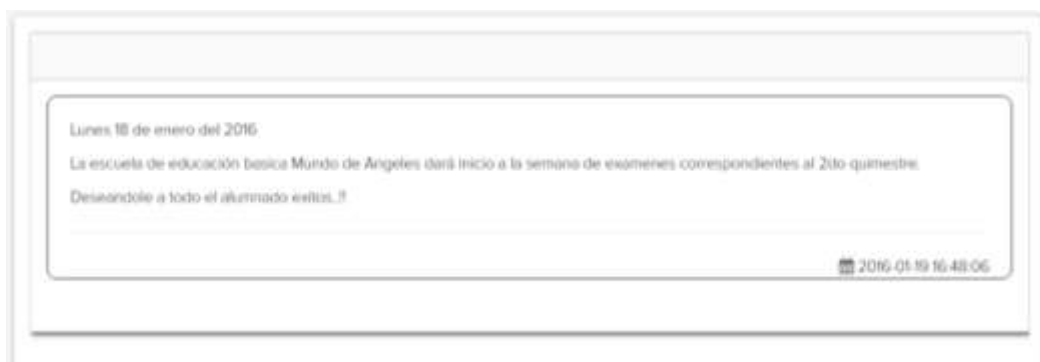 Lunes 18 de enero del 2016
La escuela de educación basica Mundo de Angeles dará inicio a la semana de examenes correspondientes al 2do quimestre.
Deseandole a todo el alumnado exitos..!!
2016-01-19 16:48:06